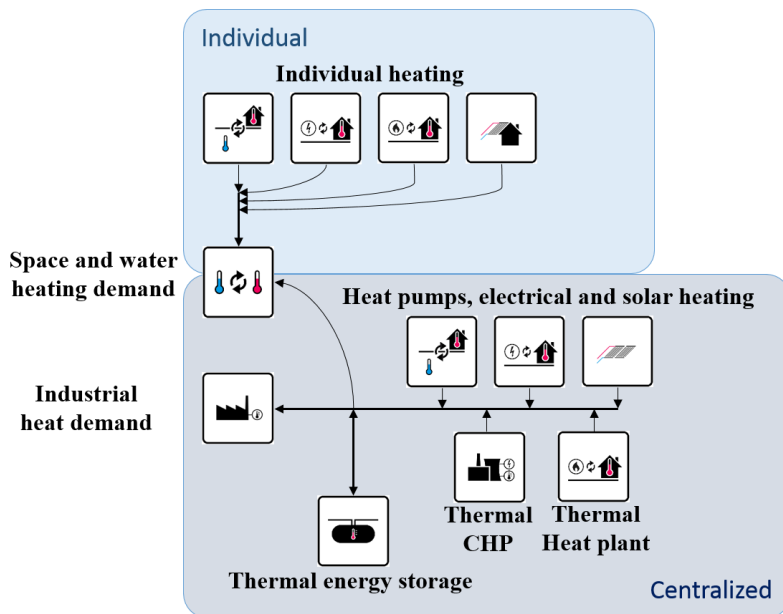 Individual
Individual heating
Space and water
heating demand
Heat pumps, electrical and solar heating
Industrial
heat demand
Thermal
CHP
Thermal
Heat plant
Thermal energy storage
Centralized